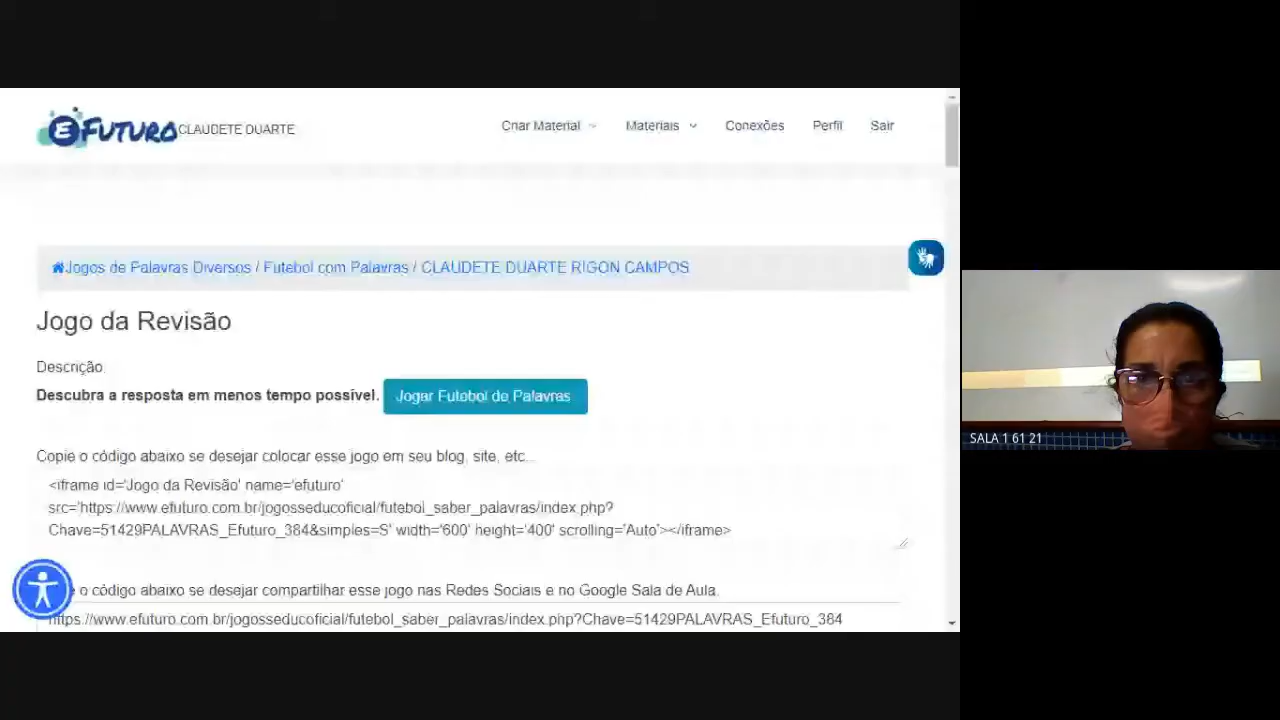 EFUTURO CLAUDETE DUARTE
Criar Material Materiais Conexões Perfil Sair
Jogos de Palavras Diversos / Futebol com Palavras / CLAUDETE DUARTE RIGON CAMPOS
Jogo da Revisão
Descrição.
Descubra a resposta em menos tempo possível. Jogar Futebol de Palavras
Copie o código abaixo se desejar colocar esse jogo em seu blog, site, etc...
<iframe id='Jogo da Revisão' name='efuturo'
src='https://www.efuturo.com.br/jogosseducoficial/futebol_saber_palavras/index.php?
Chave=51429PALAVRAS_Efuturo_384&simples=S' width='600' height='400' scrolling='Auto'></iframe>
o código abaixo se desejar compartilhar esse jogo nas Redes Sociais e no Google Sala de Aula.
https://www.efuturo.com.br/jogosseducoficial/futebol_saber_palavras/index.php?Chave=51429PALAVRAS_Efuturo_384
SALA 1 61 21